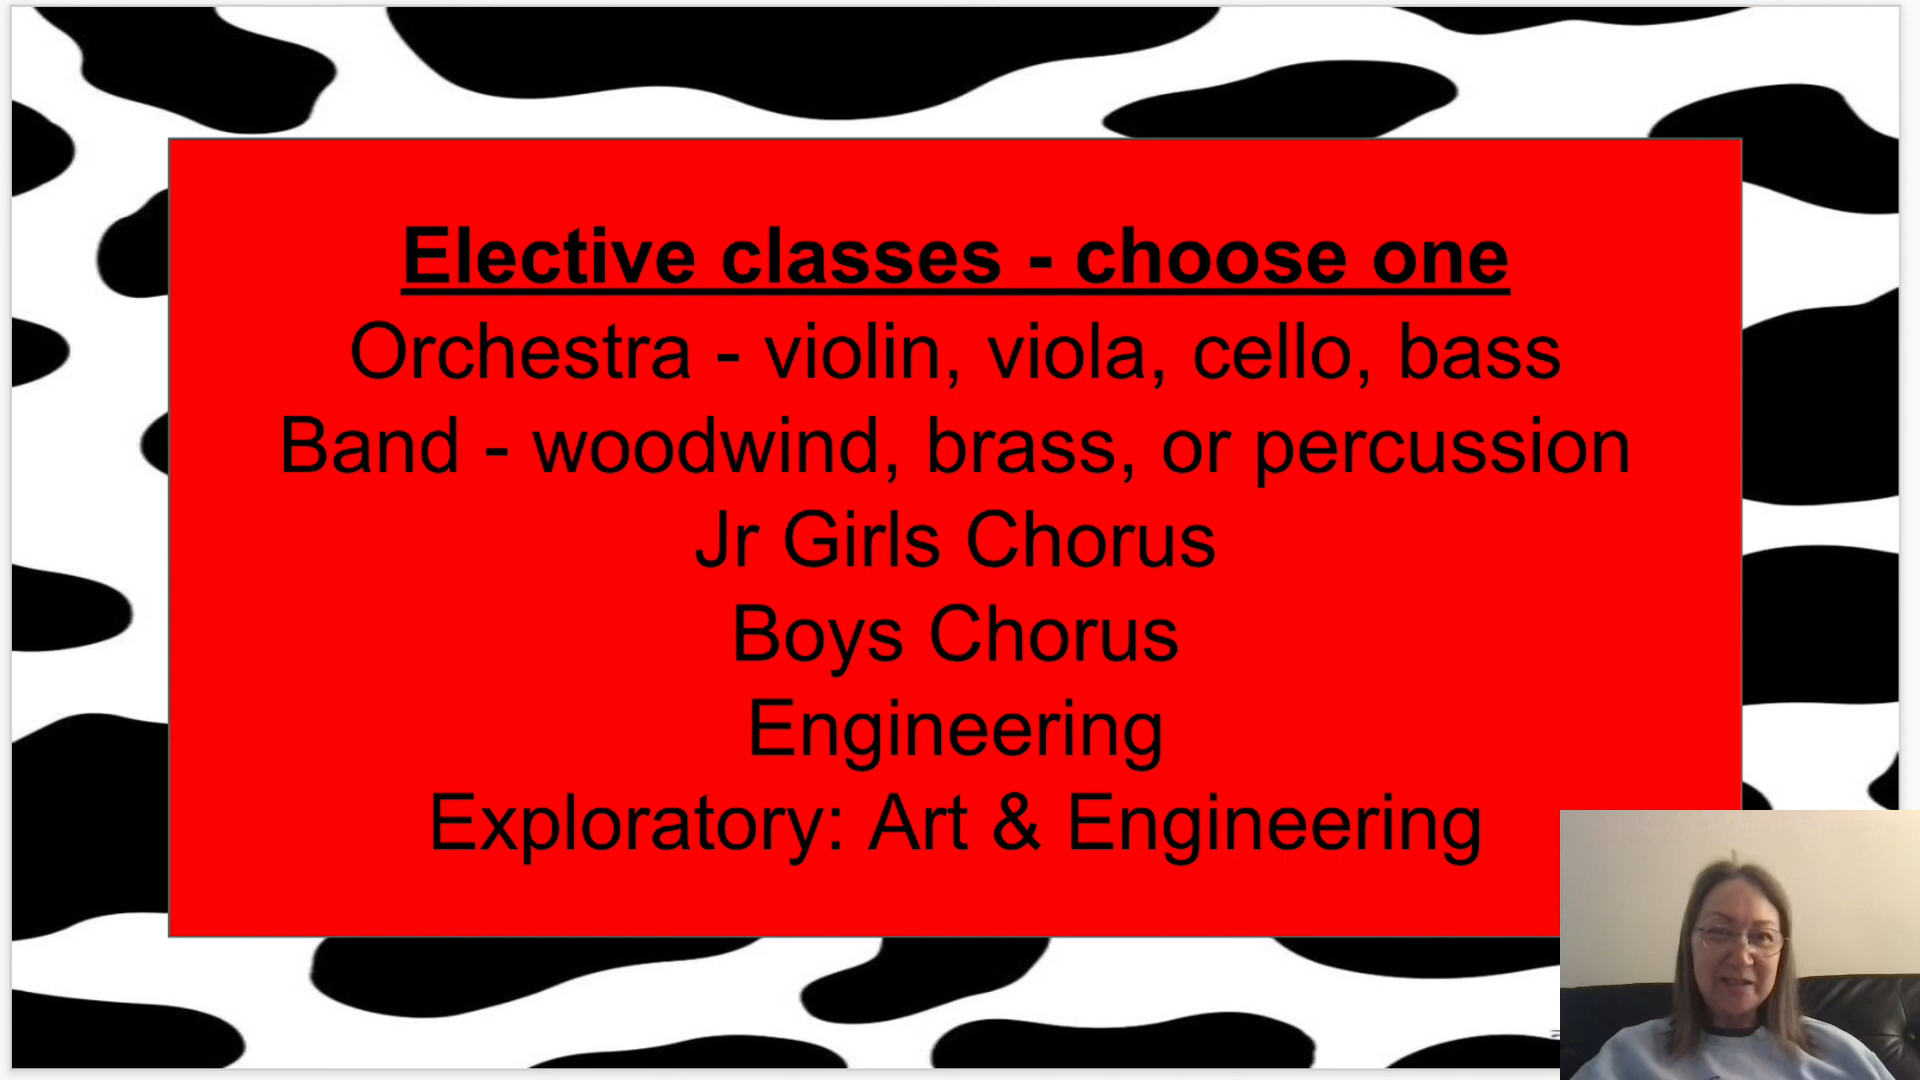 Elective classes - choose one
Orchestra - violin, viola, cello, bass
Band - woodwind, brass, or percussion
Jr Girls Chorus
Boys Chorus
Engineering
Exploratory: Art & Engineering